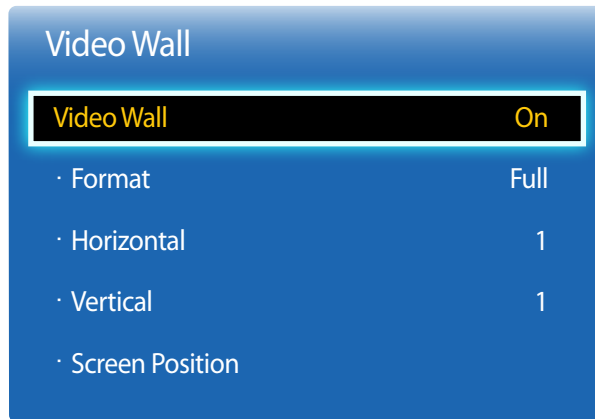 Video Wall
Video Wall On
· Format Full
· Horizontal 1
· Vertical 1
· Screen Position